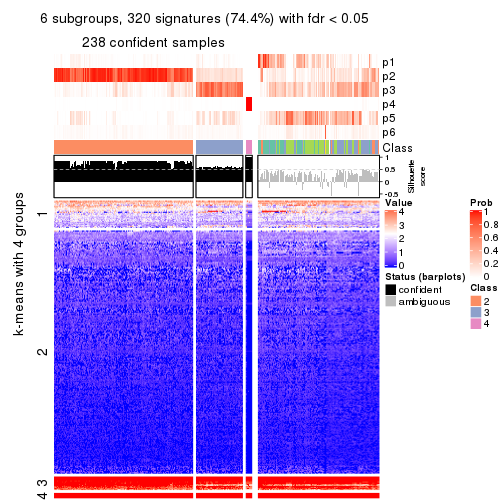 6 subgroups, 320 signatures (74.4%) with fdr < 0.05
238 confident samples
p1
p2
p3
p4
p5
p6
Class
1
0.5
0
-0.5
Silhouette
score
k-means with 4 groups
1
2
3
4
Value
4
3
2
1
0
Status (barplots)
confident
ambiguous
Prob
1
0.8
0.6
0.4
0.2
0
Class
2
3
4